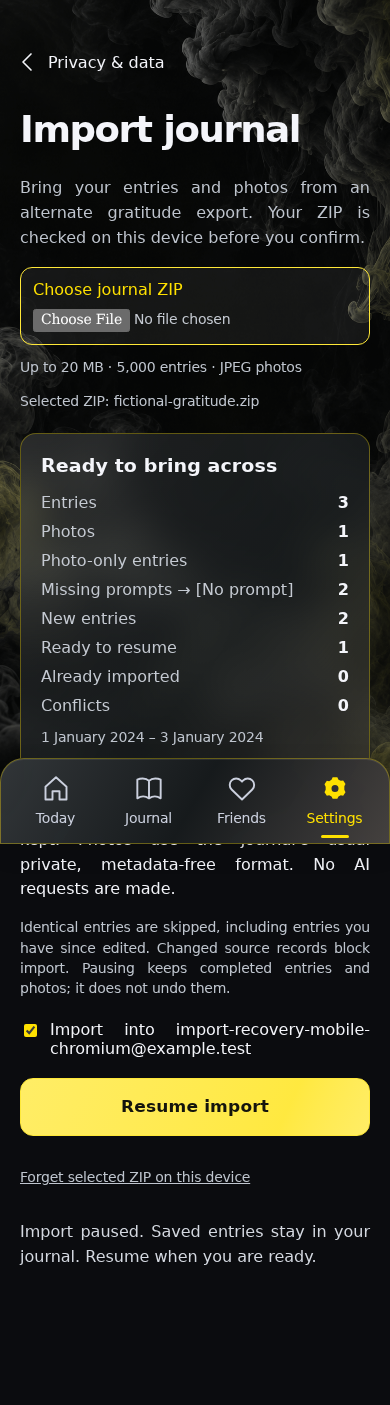 Privacy & data
Import journal
Bring your entries and photos from an
alternate gratitude export. Your ZIP is
checked on this device before you confirm.
Choose journal ZIP
Choose File No file chosen
Up to 20 MB · 5,000 entries · JPEG photos
Selected ZIP: fictional-gratitude.zip
Ready to bring across
Entries 3
Photos 1
Photo-only entries 1
Missing prompts → [No prompt] 2
New entries 2
Ready to resume 1
Already imported 0
Conflicts 0
1 January 2024 – 3 January 2024
Today Journal Friends Settings
private, metadata-free format. No AI
requests are made.
Identical entries are skipped, including entries you
have since edited. Changed source records block
import. Pausing keeps completed entries and
photos; it does not undo them.
Import into import-recovery-mobile-
chromium@example.test
Resume import
Forget selected ZIP on this device
Import paused. Saved entries stay in your
journal. Resume when you are ready.